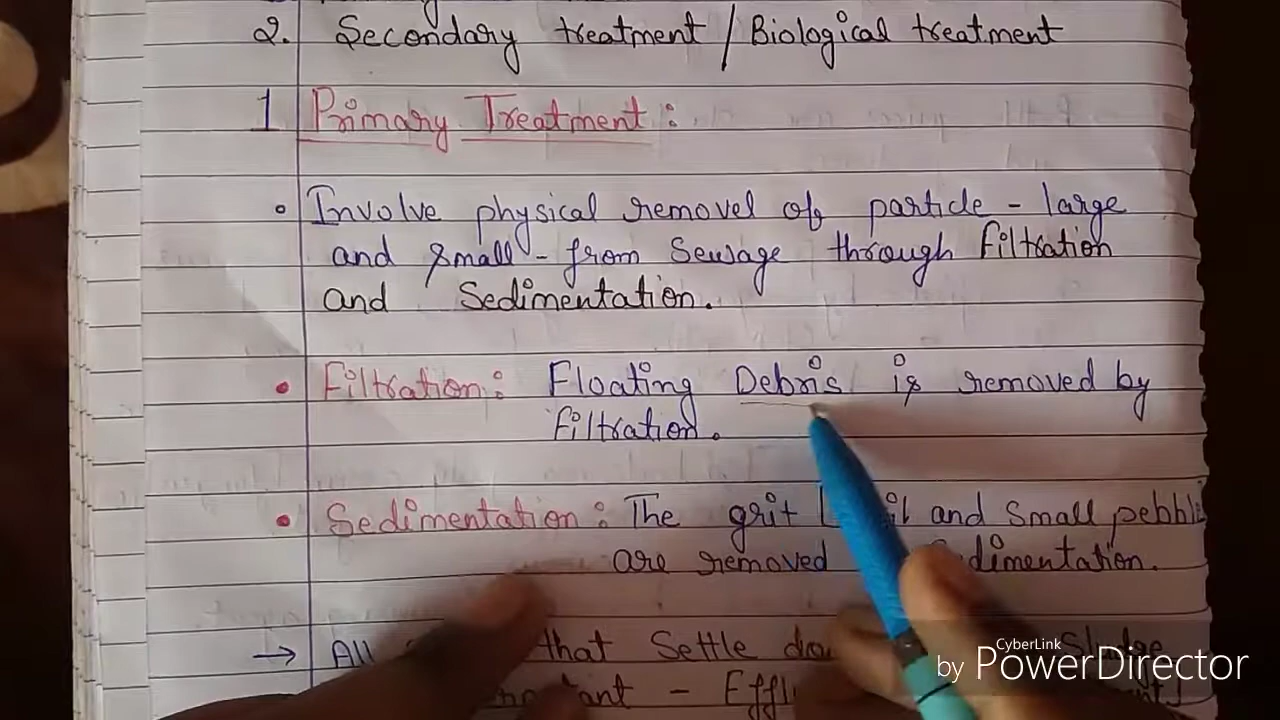 2. Secondary treatment / Biological treatment
1 Primary Treatment :
Involve physical removel of particle - large
and small - from Sewage through filtration
and Sedimentation.
Filtration : Floating Debris is removed by
filtration.
Sedimentation : The grit and small
are removed
→ All that Settle
CyberLink
by PowerDirector